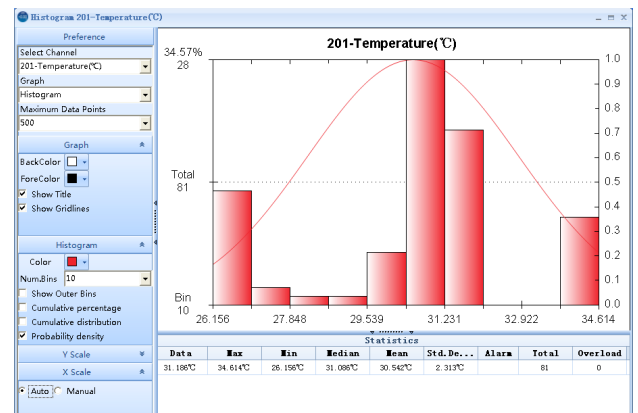 Histogram 201-Temperature(℃)
Preference
Select Channel
201-Temperature(℃)
Graph
Histogram
Maximum Data Points
500
Graph
BackColor
ForeColor
Show Title
Show Gridlines
Histogram
Color
Num.Bins 10
Show Outer Bins
Cumulative percentage
Cumulative distribution
Probability density
Y Scale
X Scale
Auto Manual
201-Temperature(℃)
34.57%
28
Total
81
Bin
10
1.0
0.9
0.8
0.7
0.6
0.5
0.4
0.3
0.2
0.1
0.0
26.156 27.848 29.539 31.231 32.922 34.614
Statistics
Data Max Min Median Mean Std.De... Alarm Total Overload
31.186℃ 34.614℃ 26.156℃ 31.086℃ 30.542℃ 2.313℃ 81 0